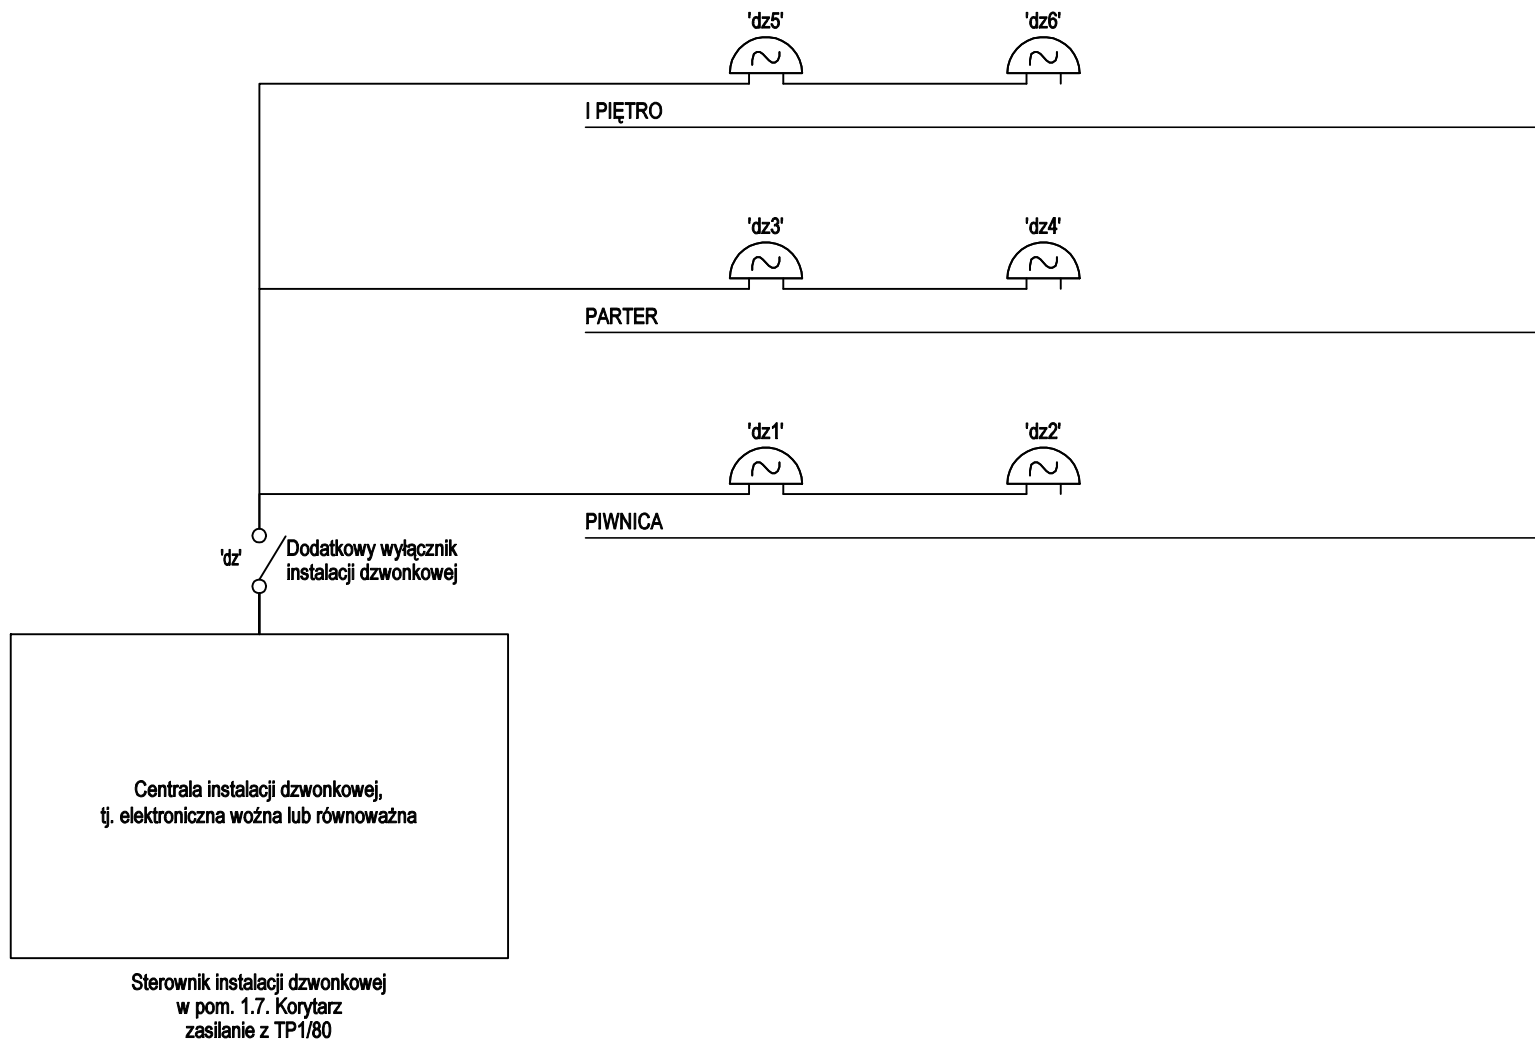 'dz5' 'dz6'
I PIĘTRO
'dz3' 'dz4'
PARTER
'dz1' 'dz2'
PIWNICA
'dz'
Dodatkowy wyłącznik
instalacji dzwonkowej
Centrala instalacji dzwonkowej,
tj. elektroniczna woźna lub równoważna
Sterownik instalacji dzwonkowej
w pom. 1.7. Korytarz
zasilanie z TP1/80